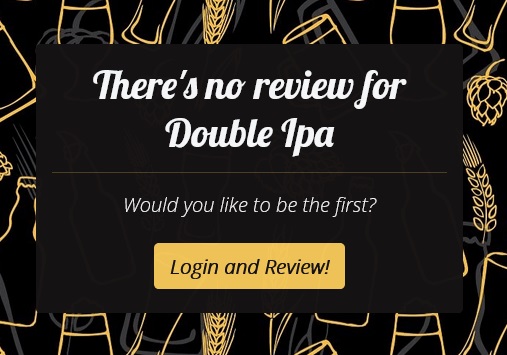 There's no review for
Double Ipa
Would you like to be the first?
Login and Review!